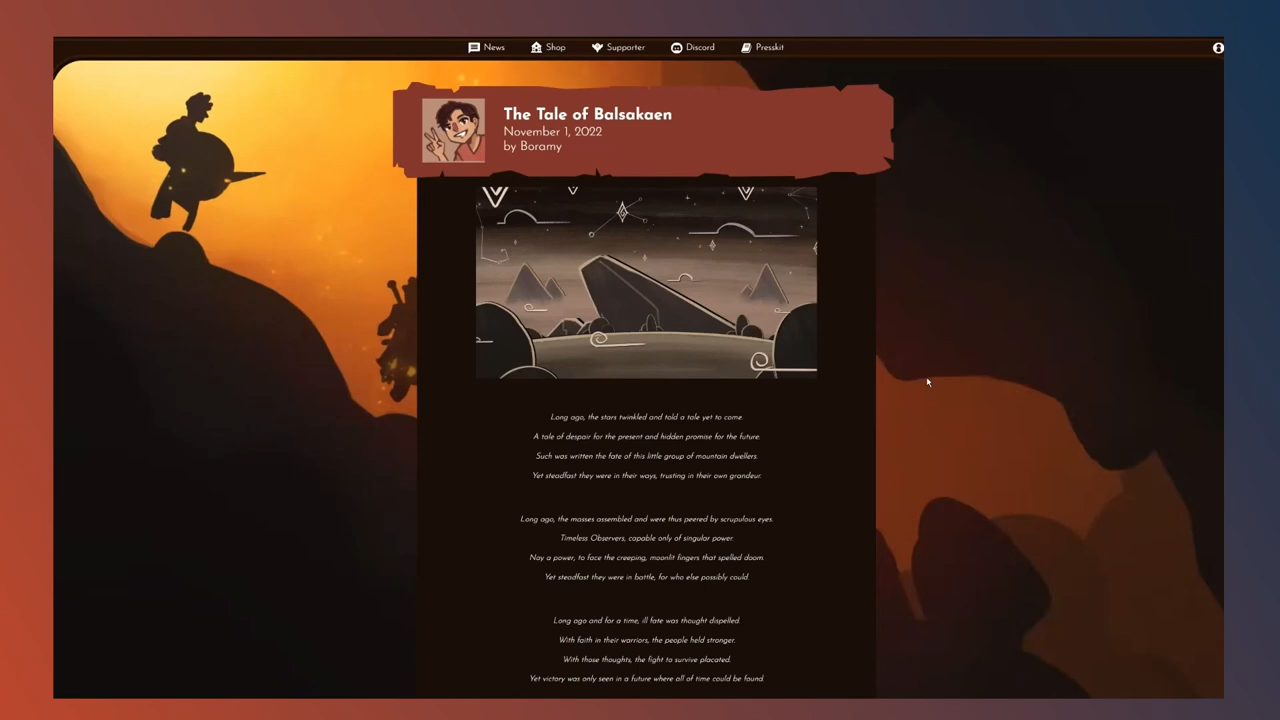 News Shop Supporter Discord Presskit
The Tale of Balsakaen
November 1, 2022
by Boramy
Long ago, the stars twinkled and told a tale yet to come
A tale of despair for the present and hidden promise for the future.
Such was written the fate of this little group of mountain dwellers.
Yet steadfast they were in their ways, trusting in their own grandeur.
Long ago, the masses assembled and were thus peered by scrupulous eyes.
Timeless Observers, capable only of singular power.
Nay a power, to face the creeping, moonlit fingers that spelled doom.
Yet steadfast they were in battle, for who else possibly could.
Long ago and for a time, ill fate was thought dispelled.
With faith in their warriors, the people held stronger.
With those thoughts, the fight to survive placated.
Yet victory was only seen in a future where all of time could be found.